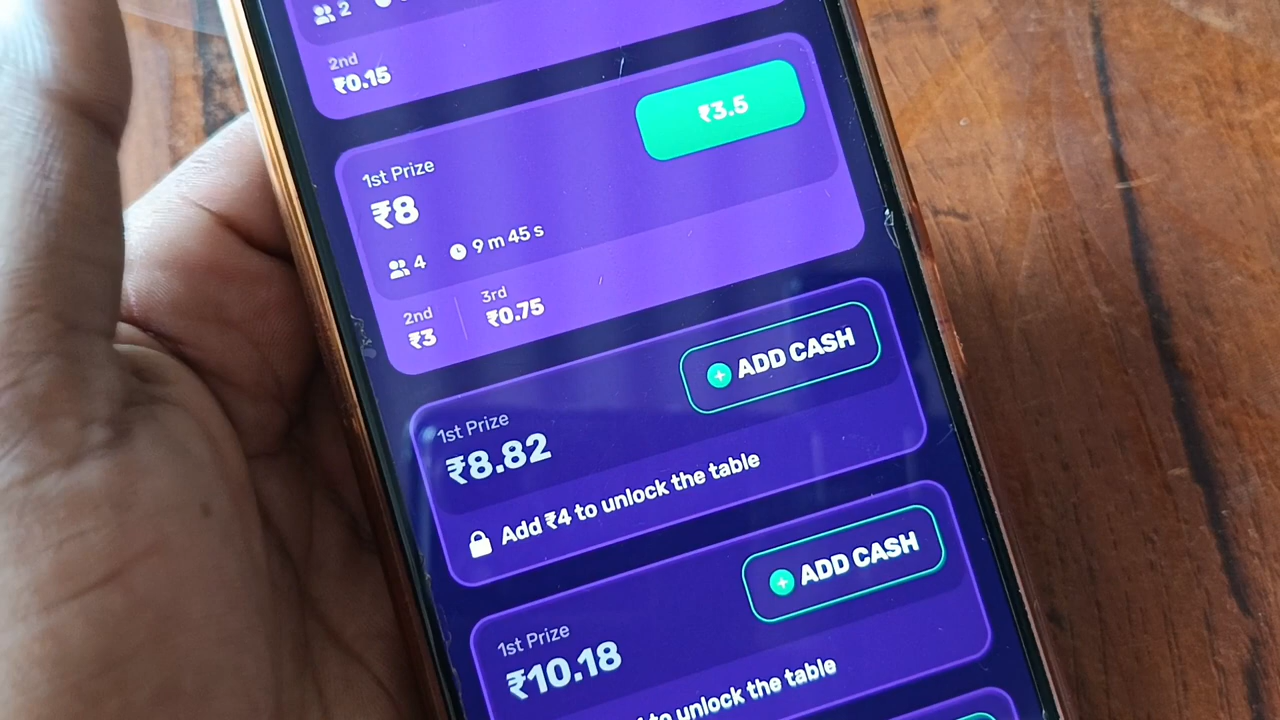 2
2nd
₹0.15
₹3.5
1st Prize
₹8
4 9 m 45 s
2nd 3rd
₹3 ₹0.75
ADD CASH
1st Prize
₹8.82
Add ₹4 to unlock the table
ADD CASH
1st Prize
₹10.18
to unlock the table